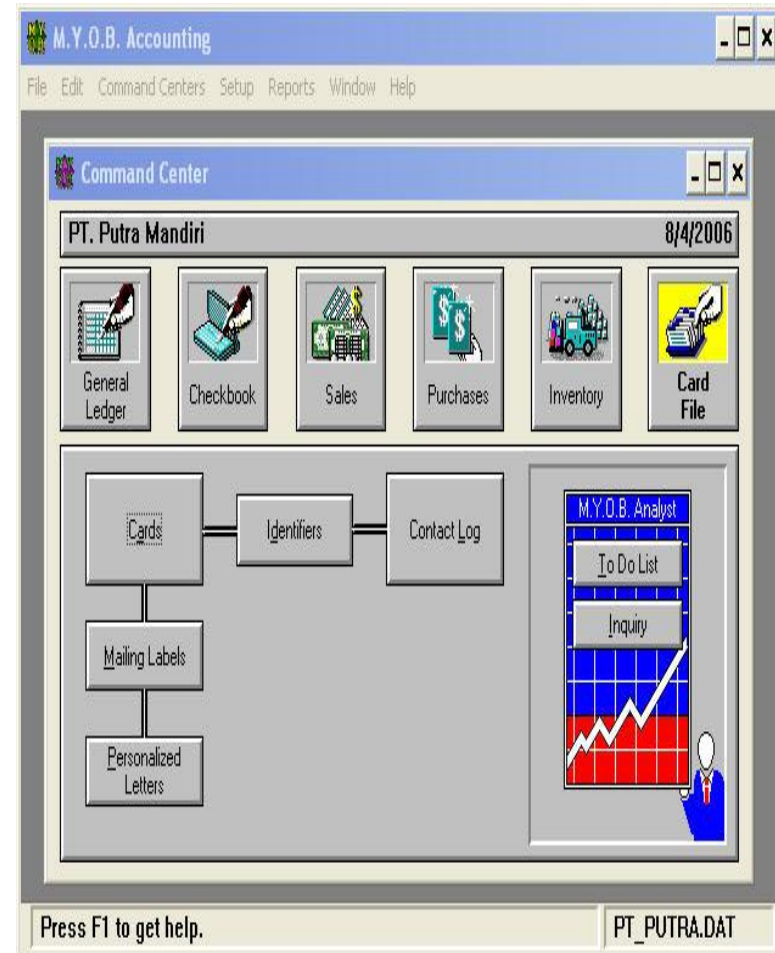 M.Y.O.B. Accounting
File Edit Command Centers Setup Reports Window Help
Command Center
PT. Putra Mandiri 8/4/2006
General
Ledger
Checkbook
Sales
Purchases
Inventory
Card
File
Cards
Identifiers
Contact Log
Mailing Labels
Personalized
Letters
M.Y.O.B. Analyst
To Do List
Inquiry
Press F1 to get help. PT_PUTRA.DAT